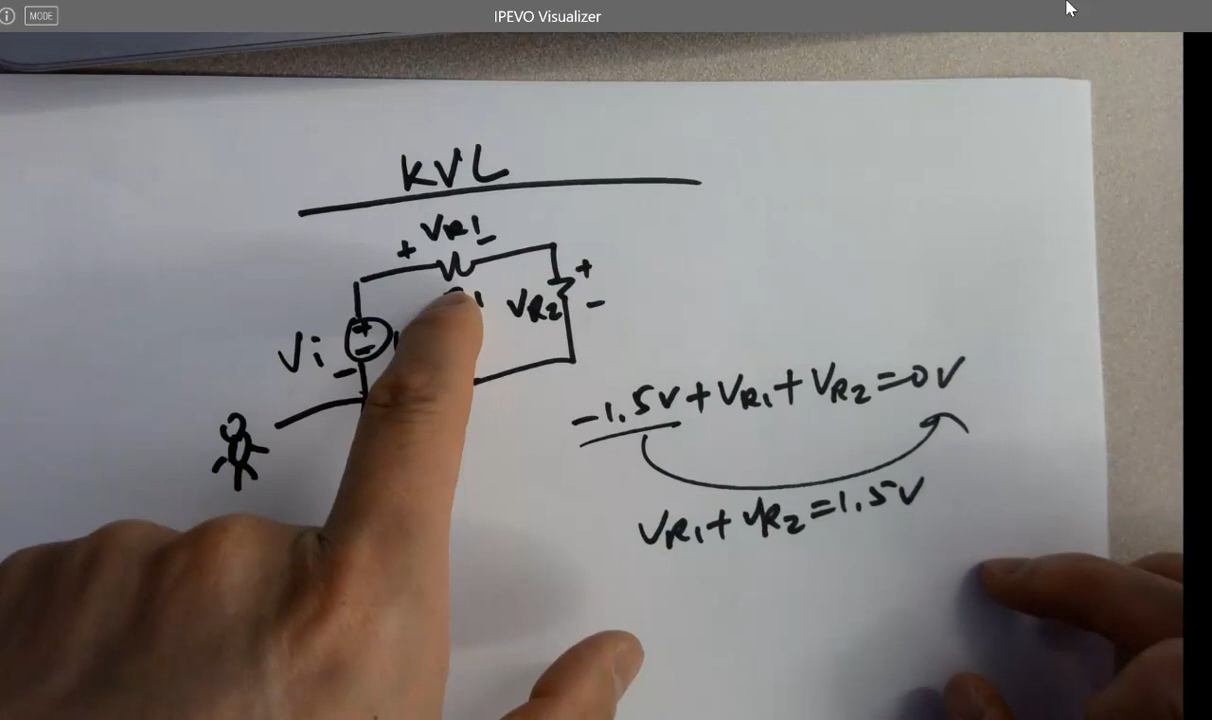 IPEVO Visualizer
MODE
KVL
VR1
+ -
+
VR2
-
Vi
+
-
-
-1.5V + VR1 + VR2 = 0V
VR1 + VR2 = 1.5V